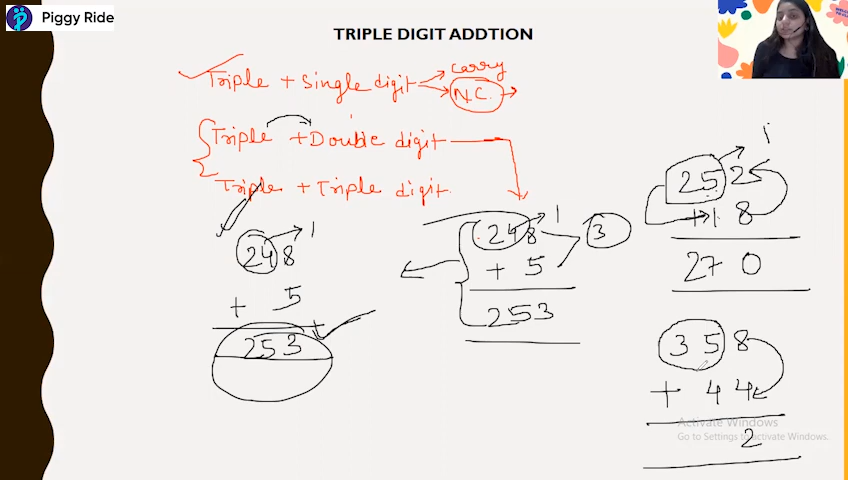 Piggy Ride
TRIPLE DIGIT ADDTION
Triple + Single digit
carry
N.C.
Triple + Double digit
Triple + Triple digit
248 1
+ 5
253
248 1 3
+ 5
253
1
2525
+18
270
358
+ 44
2
Activate Windows
Go to Settings to activate Windows.